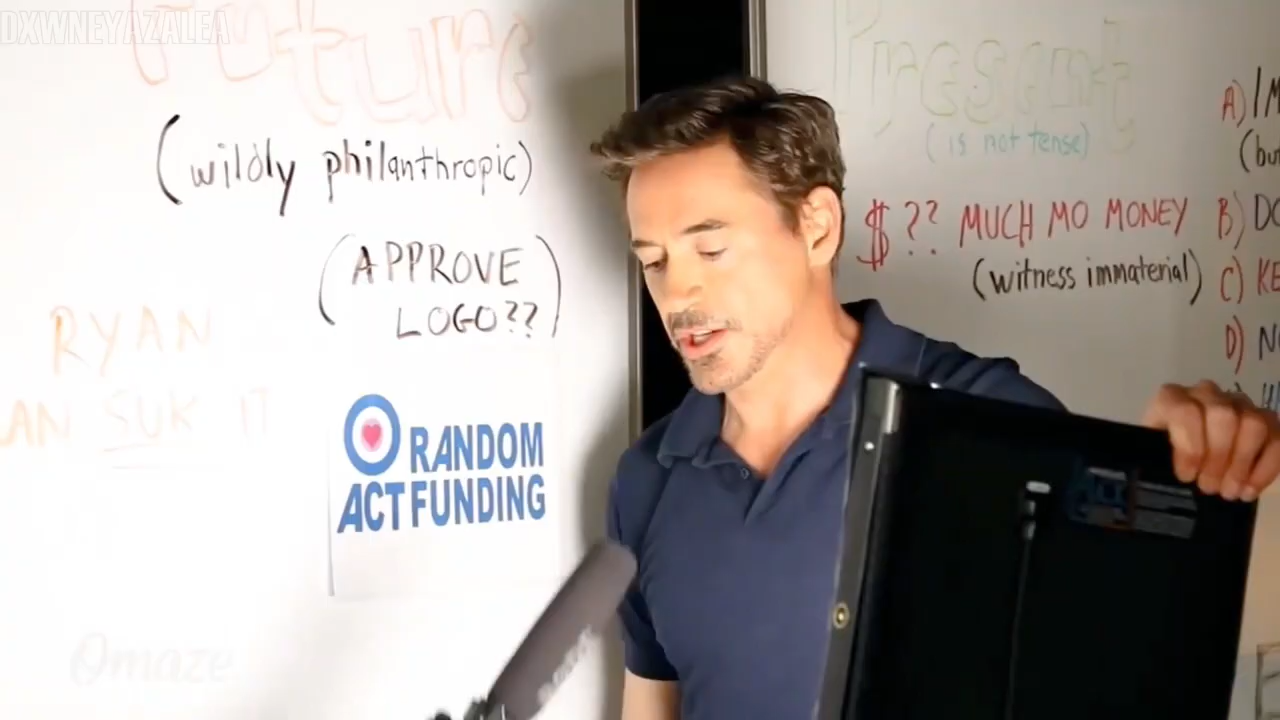 DXWNEYAZALEA
Future
(wildly philanthropic)
(APPROVE
LOGO??)
RYAN
SUK IT
RANDOM
ACT FUNDING
Omaze
Present
(is not tense)
$?? MUCH MO MONEY
(witness immaterial)
A)
(but
B)
C)
D)